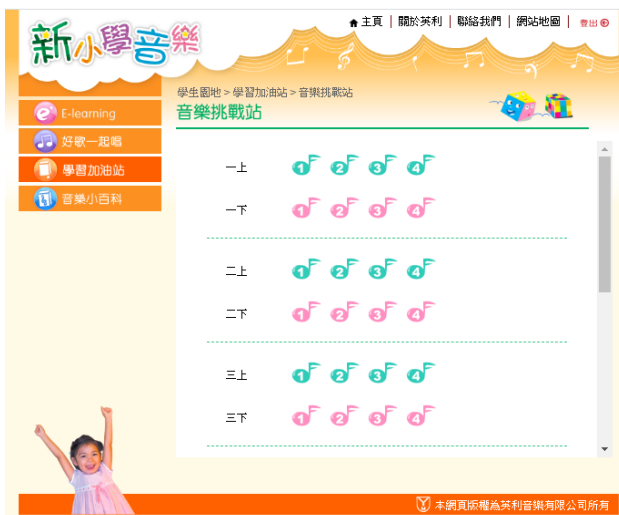 新小學音樂
主頁 | 關於英利 | 聯絡我們 | 網站地圖 | 登出
學生園地 > 學習加油站 > 音樂挑戰站
音樂挑戰站
E-learning
好歌一起唱
學習加油站
音樂小百科
一上 1 2 3 4
一下 1 2 3 4
二上 1 2 3 4
二下 1 2 3 4
三上 1 2 3 4
三下 1 2 3 4
本網頁版權為英利音樂有限公司所有